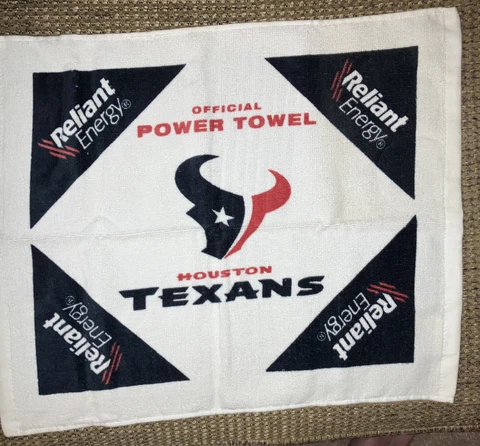 Reliant
Energy®
Reliant
Energy®
OFFICIAL
POWER TOWEL
HOUSTON
TEXANS
Reliant
Energy®
Reliant
Energy®